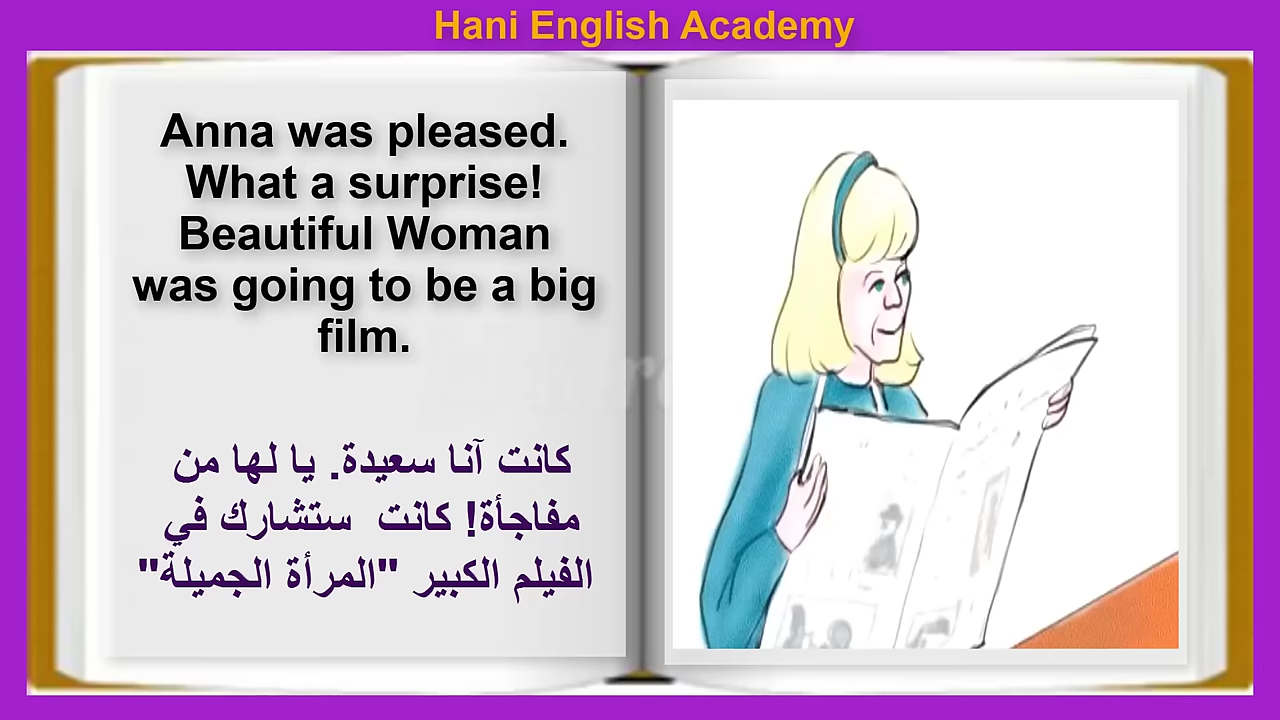 Hani English Academy
Anna was pleased.
What a surprise!
Beautiful Woman
was going to be a big
film.
كانت آنا سعيدة. يا لها من
مفاجأة! كانت  ستشارك في
الفيلم الكبير "المرأة الجميلة"